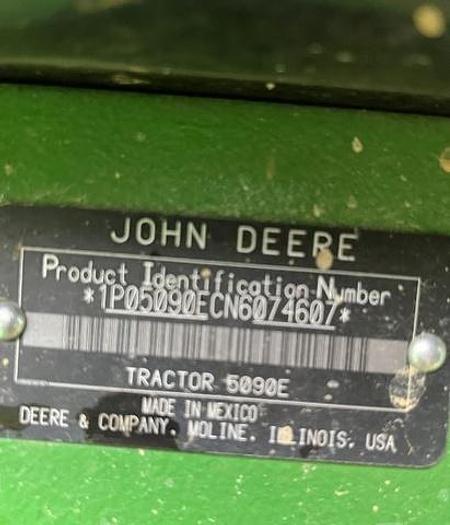 JOHN DEERE
Product Identification Number
*1P05090ECN6074607*
TRACTOR 5090E
MADE IN MEXICO
DEERE & COMPANY, MOLINE, ILLINOIS, USA